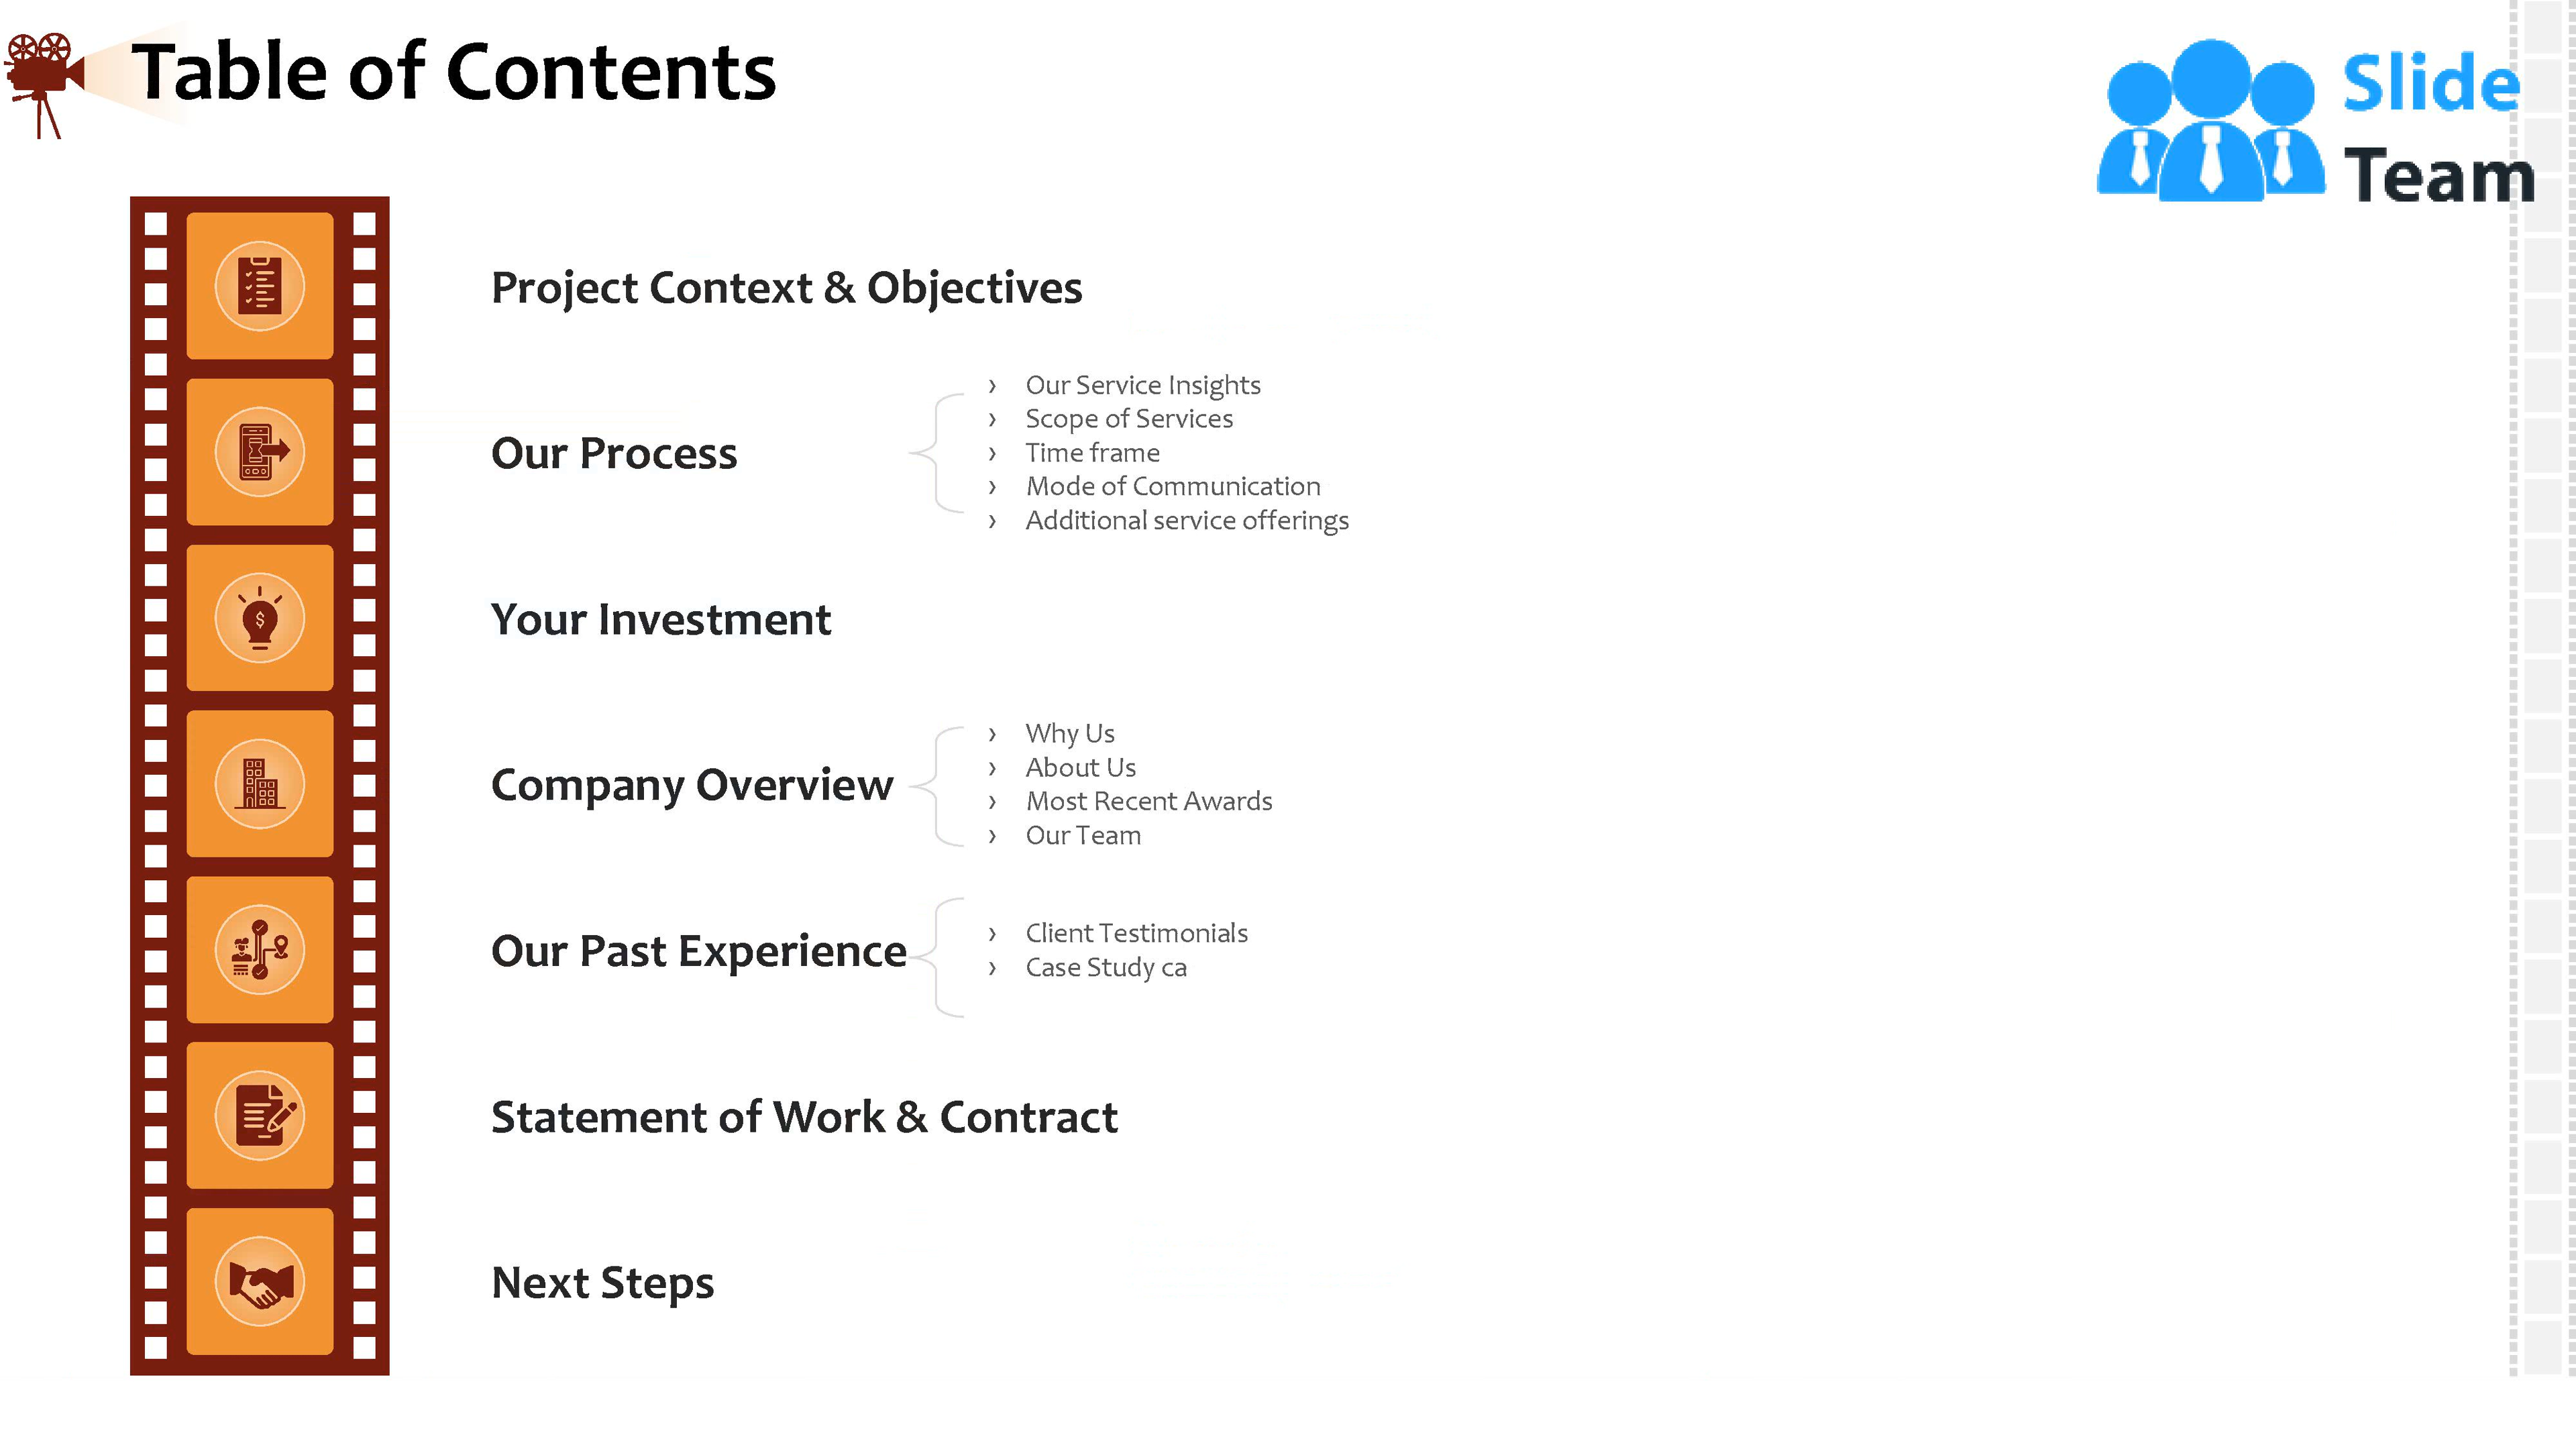 Table of Contents
Slide
Team
Project Context & Objectives
Our Process
› Our Service Insights
› Scope of Services
› Time frame
› Mode of Communication
› Additional service offerings
Your Investment
$
Company Overview
› Why Us
› About Us
› Most Recent Awards
› Our Team
Our Past Experience
› Client Testimonials
› Case Study ca
Statement of Work & Contract
Next Steps